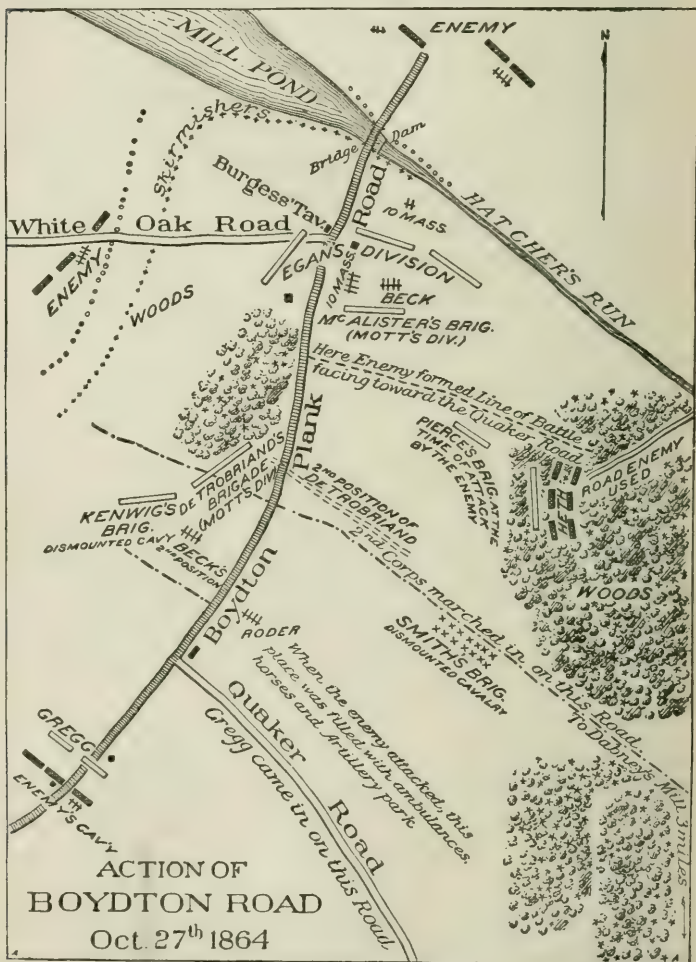 ENEMY
N
MILL POND
Skirmishers
Bridge
Dam
Burgess' Tav.
Road
10 MASS.
HATCHER'S RUN
White Oak Road
EGANS DIVISION
ENEMY
WOODS
10 MASS.
BECK
McALISTER'S BRIG.
(MOTT'S DIV.)
Here Enemy formed Line of Battle
facing toward the Quaker Road
PIERCE'S BRIG. AT THE
TIME OF ATTACK
BY THE ENEMY
ROAD ENEMY
USED
Plank
DE TROBRIAND'S
BRIGADE
(MOTT'S DIV.)
2ND POSITION OF
DE TROBRIAND
KENWIG'S
BRIG.
DISMOUNTED CAVY
BECK'S
2ND POSITION
2nd Corps marched in on this Road
To Dabneys Mill 3 miles
WOODS
SMITHS BRIG.
DISMOUNTED CAVALRY
Boydton
RODER
When the enemy attacked, this
place was filled with ambulances,
horses and Artillery park
Quaker Road
Gregg came in on this Road
GREGG
ENEMY'S CAV'Y
ACTION OF
BOYDTON ROAD
Oct. 27th 1864